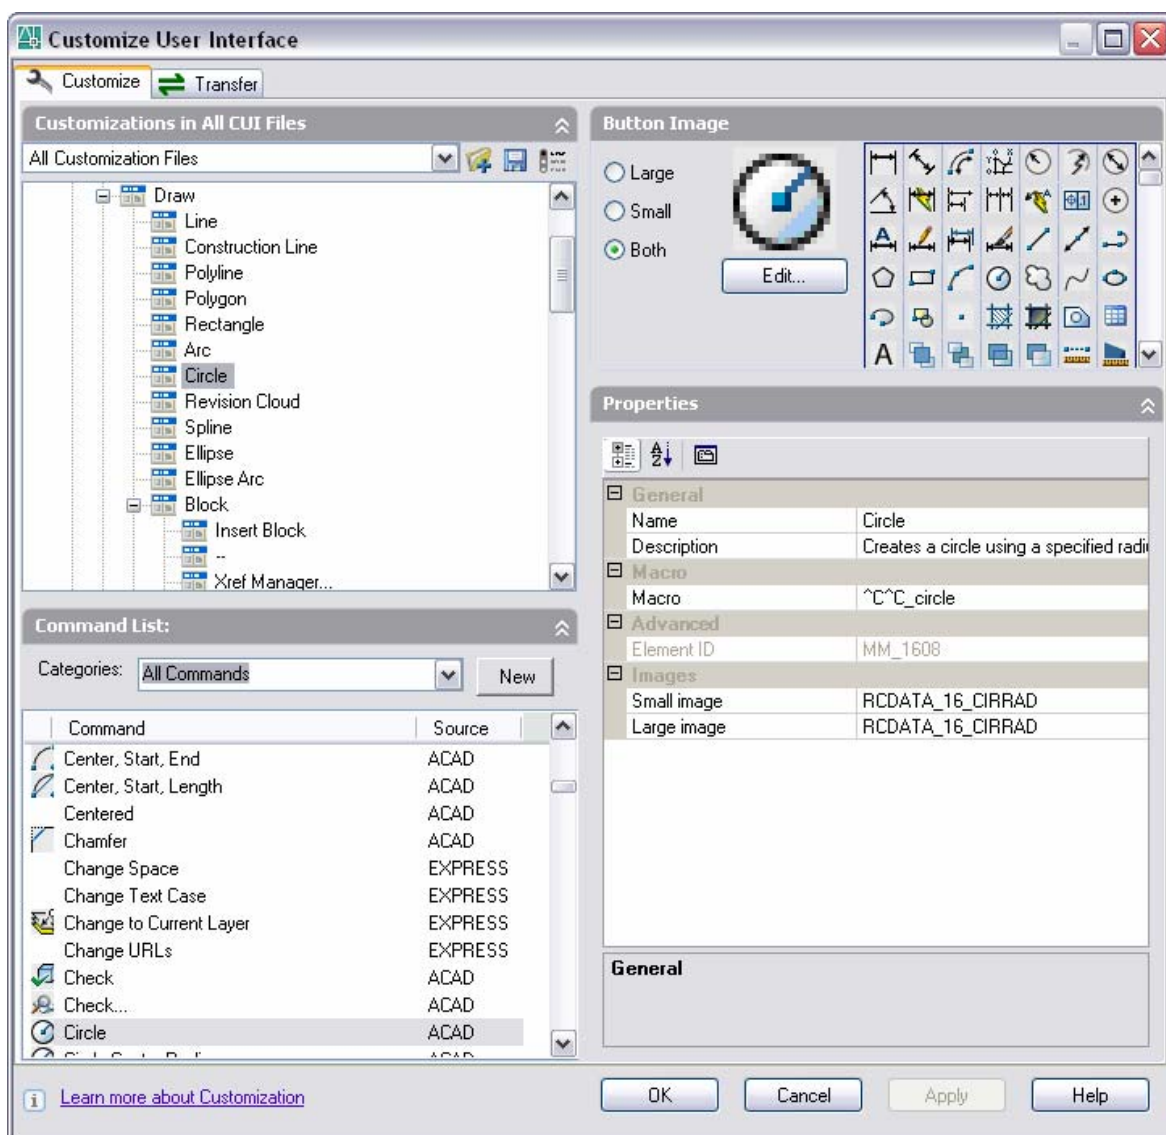 Customize User Interface
Customize
Transfer
Customizations in All CUI Files
All Customization Files
Draw
Line
Construction Line
Polyline
Polygon
Rectangle
Arc
Circle
Revision Cloud
Spline
Ellipse
Ellipse Arc
Block
Insert Block
--
Xref Manager...
Command List:
Categories: All Commands New
Command Source
Center, Start, End ACAD
Center, Start, Length ACAD
Centered ACAD
Chamfer ACAD
Change Space EXPRESS
Change Text Case EXPRESS
Change to Current Layer EXPRESS
Change URLs EXPRESS
Check ACAD
Check... ACAD
Circle ACAD
Button Image
Large
Small
Both
Edit...
Properties
General
Name Circle
Description Creates a circle using a specified radi
Macro
Macro ^C^C_circle
Advanced
Element ID MM_1608
Images
Small image RCDATA_16_CIRRAD
Large image RCDATA_16_CIRRAD
General
Learn more about Customization
OK Cancel Apply Help